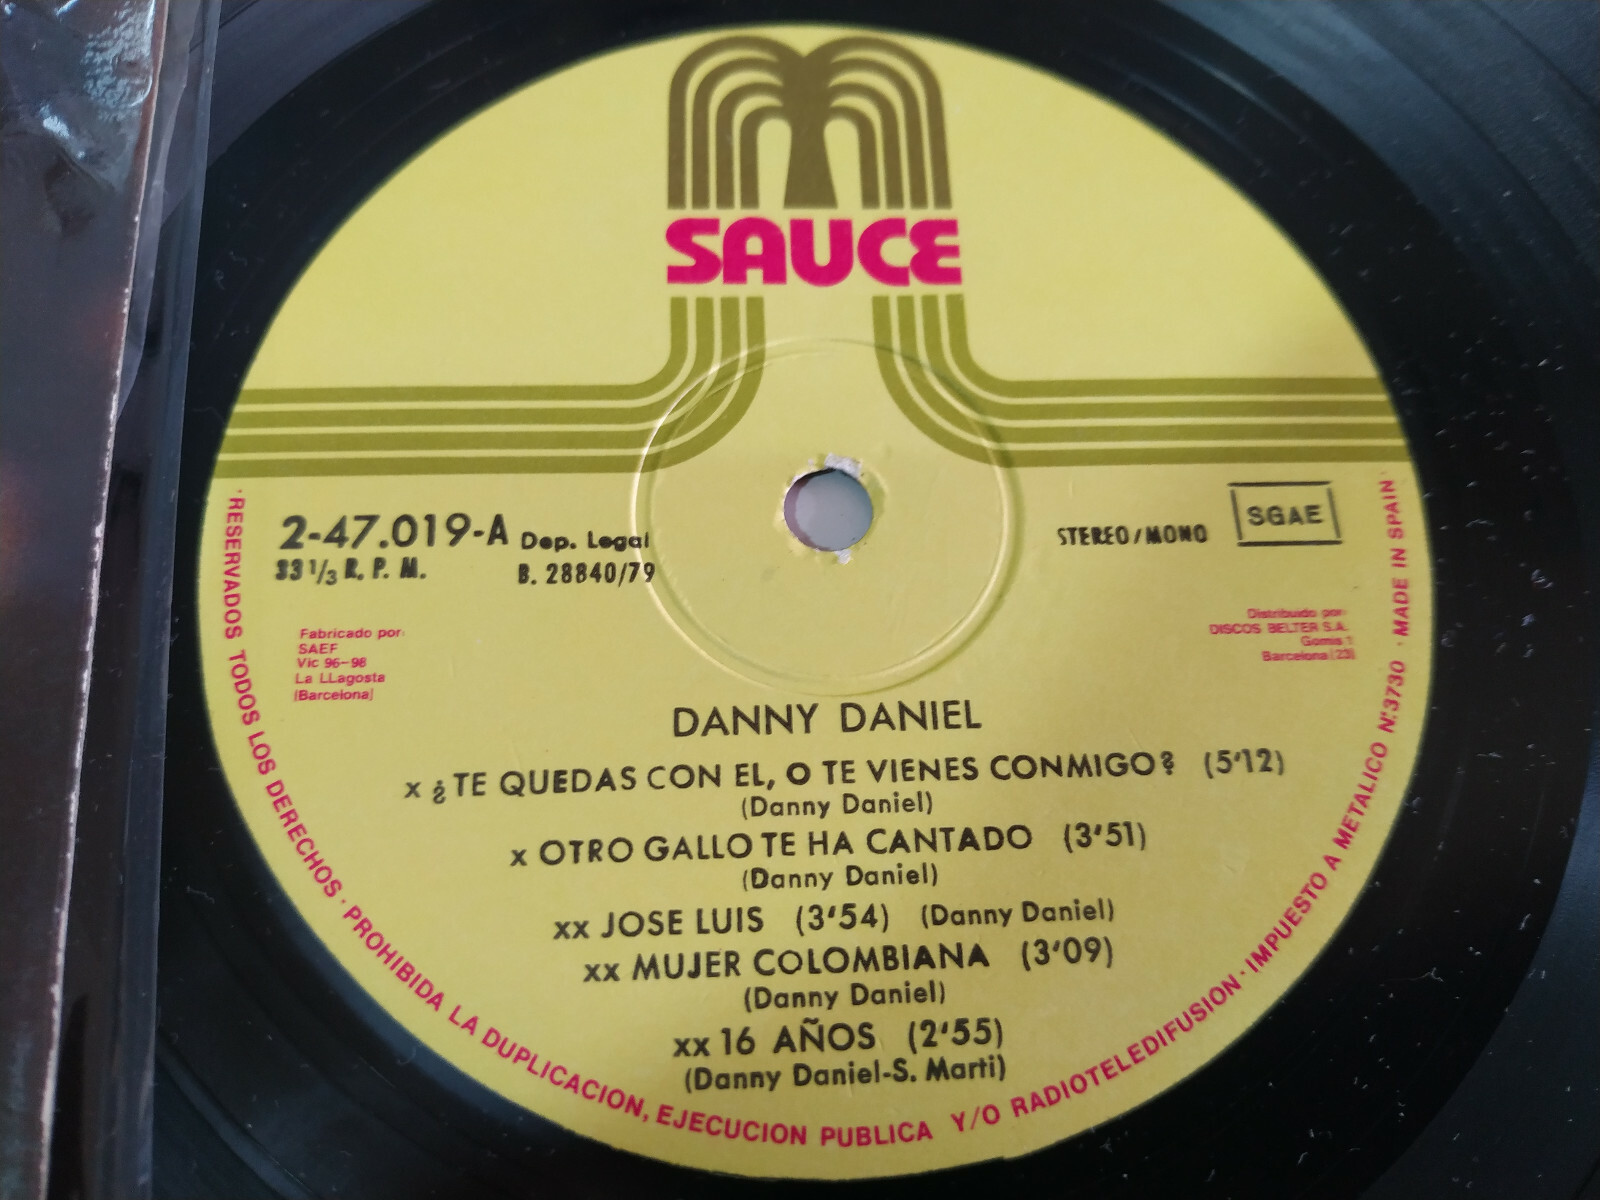 SAUCE
2-47.019-A Dep. Legal
33 1/3 R. P. M. B. 28840/79
STEREO/MONO SGAE
Fabricado por:
SAEF
Vic 96-98
La LLagosta
(Barcelona)
Distribuido por:
DISCOS BELTER S.A.
Gomis 1
Barcelona (23)
DANNY DANIEL
x ¿TE QUEDAS CON EL, O TE VIENES CONMIGO? (5'12)
(Danny Daniel)
x OTRO GALLO TE HA CANTADO (3'51)
(Danny Daniel)
xx JOSE LUIS (3'54) (Danny Daniel)
xx MUJER COLOMBIANA (3'09)
(Danny Daniel)
xx 16 AÑOS (2'55)
(Danny Daniel-S. Marti)
·RESERVADOS TODOS LOS DERECHOS· PROHIBIDA LA DUPLICACION, EJECUCION PUBLICA Y/O RADIOTELEDIFUSION· IMPUESTO A METALICO N.º 3730 · MADE IN SPAIN·